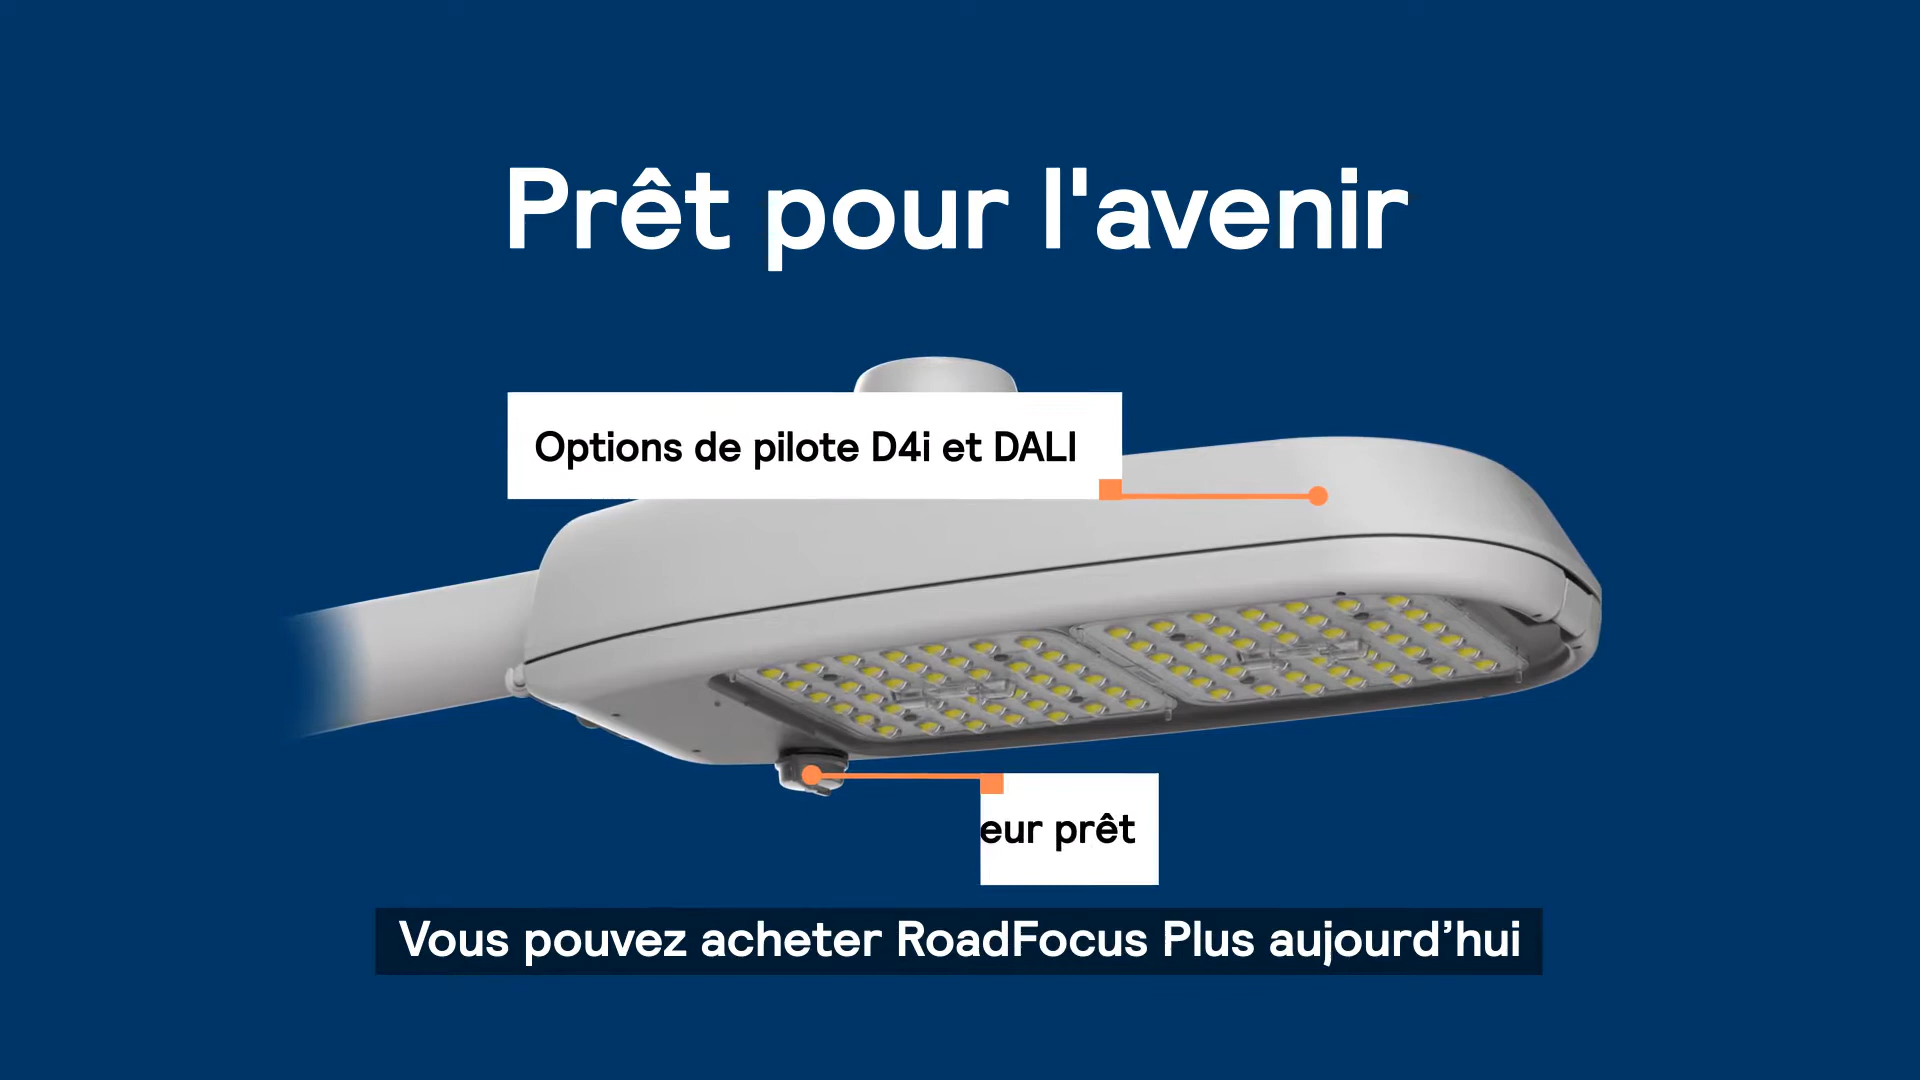 Prêt pour l'avenir
Options de pilote D4i et DALI
eur prêt
Vous pouvez acheter RoadFocus Plus aujourd’hui